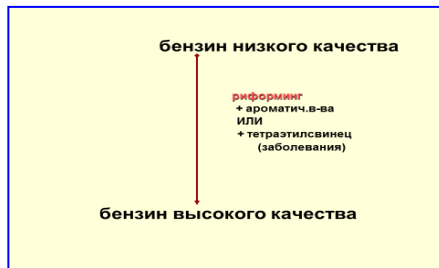 бензин низкого качества
риформинг
+ ароматич.в-ва
ИЛИ
+ тетраэтилсвинец
(заболевания)
бензин высокого качества